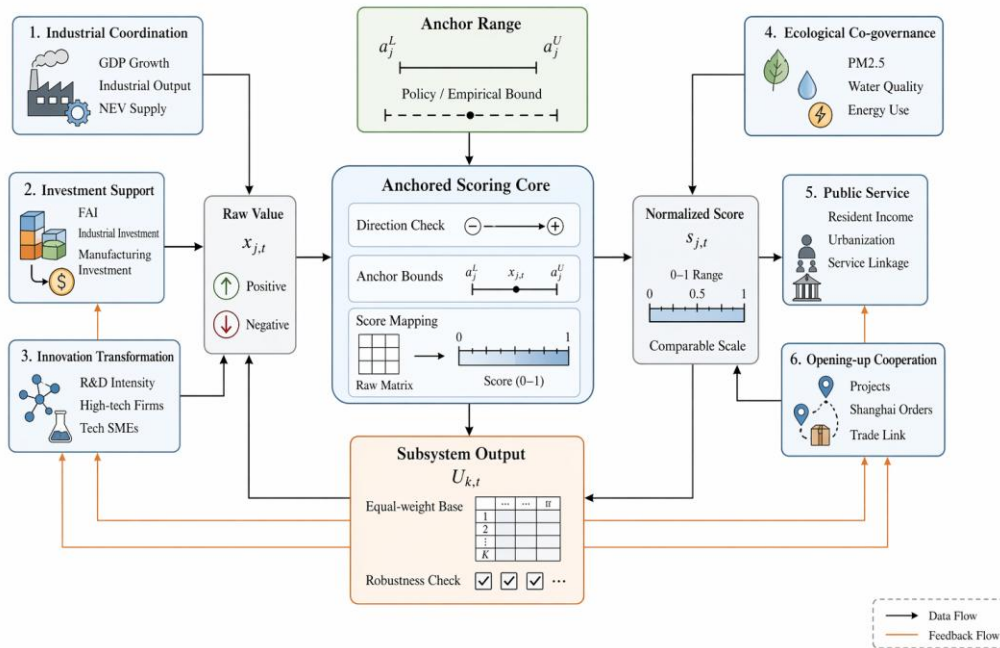 1. Industrial Coordination
GDP Growth
Industrial Output
NEV Supply
Anchor Range
a_j^L
a_j^U
Policy / Empirical Bound
4. Ecological Co-governance
PM2.5
Water Quality
Energy Use
2. Investment Support
FAI
Industrial Investment
Manufacturing
Investment
$
Raw Value
x_{j,t}
Positive
Negative
Anchored Scoring Core
Direction Check
Anchor Bounds
a_j^L
x_{j,t}
a_j^U
Score Mapping
Raw Matrix
0
1
Score (0–1)
Normalized Score
s_{j,t}
0–1 Range
0
0.5
1
Comparable Scale
5. Public Service
Resident Income
Urbanization
Service Linkage
3. Innovation Transformation
R&D Intensity
High-tech Firms
Tech SMEs
6. Opening-up Cooperation
Projects
Shanghai Orders
Trade Link
Subsystem Output
U_{k,t}
Equal-weight Base
... ...
1
2
⋮
K
Robustness Check
...
Data Flow
Feedback Flow